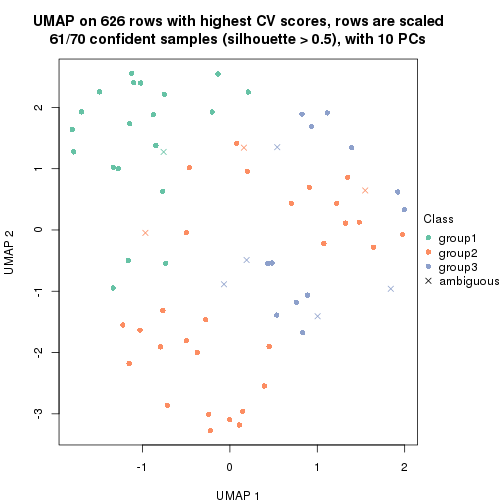 UMAP on 626 rows with highest CV scores, rows are scaled
61/70 confident samples (silhouette > 0.5), with 10 PCs
UMAP 2
2
1
0
-1
-2
-3
-1
0
1
2
UMAP 1
Class
group1
group2
group3
ambiguous